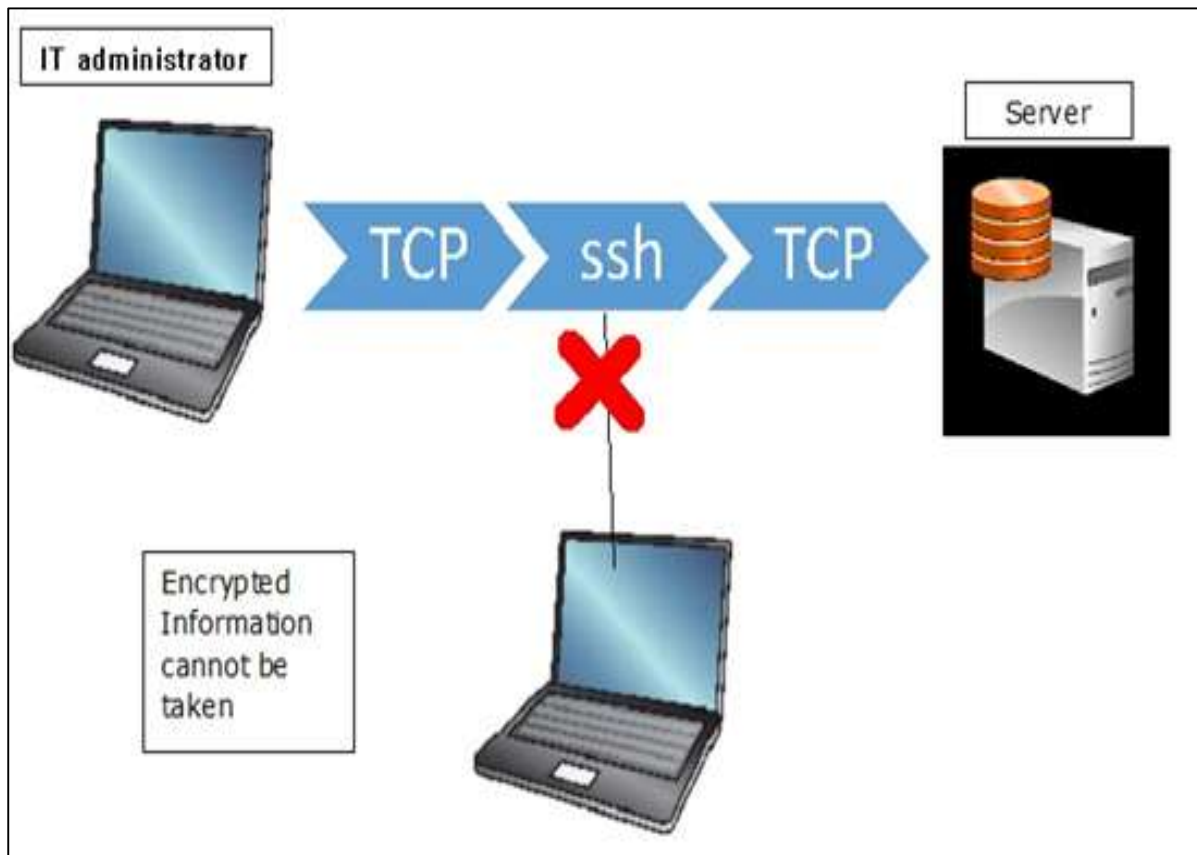 IT administrator
Server
TCP
ssh
TCP
Encrypted
Information
cannot be
taken